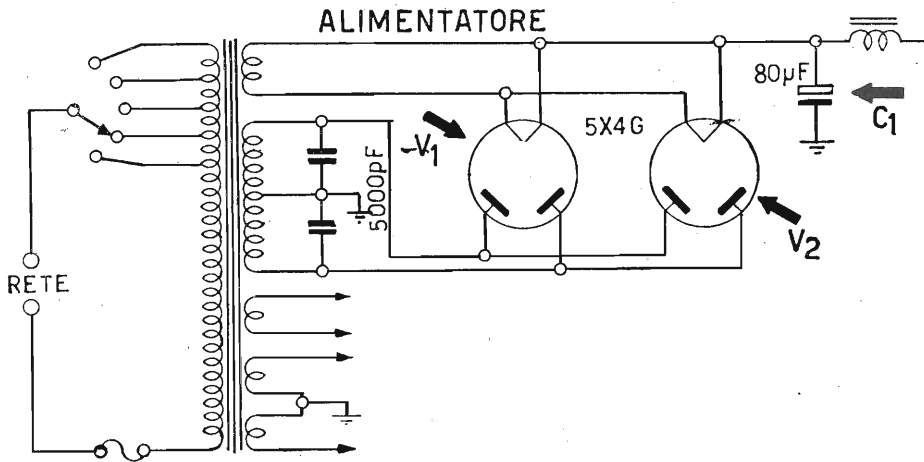 ALIMENTATORE
80µF
C1
-V1
5X4G
5000pF
V2
RETE